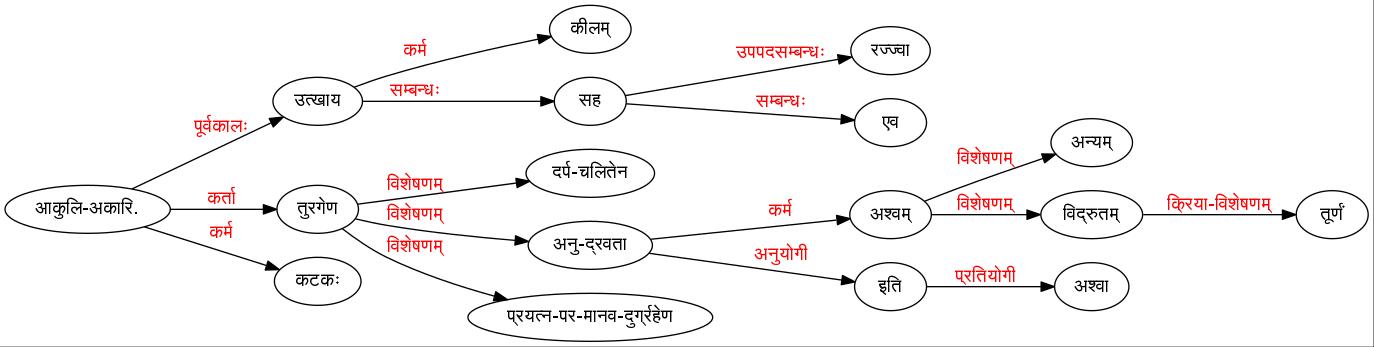 कीलम्
कर्म
उपपदसम्बन्धः
रज्ज्वा
उत्खाय
सम्बन्धः
सह
सम्बन्धः
एव
पूर्वकालः
अन्यम्
विशेषणम्
दर्प-चलितेन
विशेषणम्
आकुलि-अकारि.
कर्ता
तुरगेण
विशेषणम्
कर्म
अश्वम्
विशेषणम्
विद्रुतम्
क्रिया-विशेषणम्
तूर्णं
कर्म
विशेषणम्
अनु-द्रवता
अनुयोगी
कटकः
इति
प्रतियोगी
अश्वा
प्रयत्न-पर-मानव-दुर्ग्रहेण